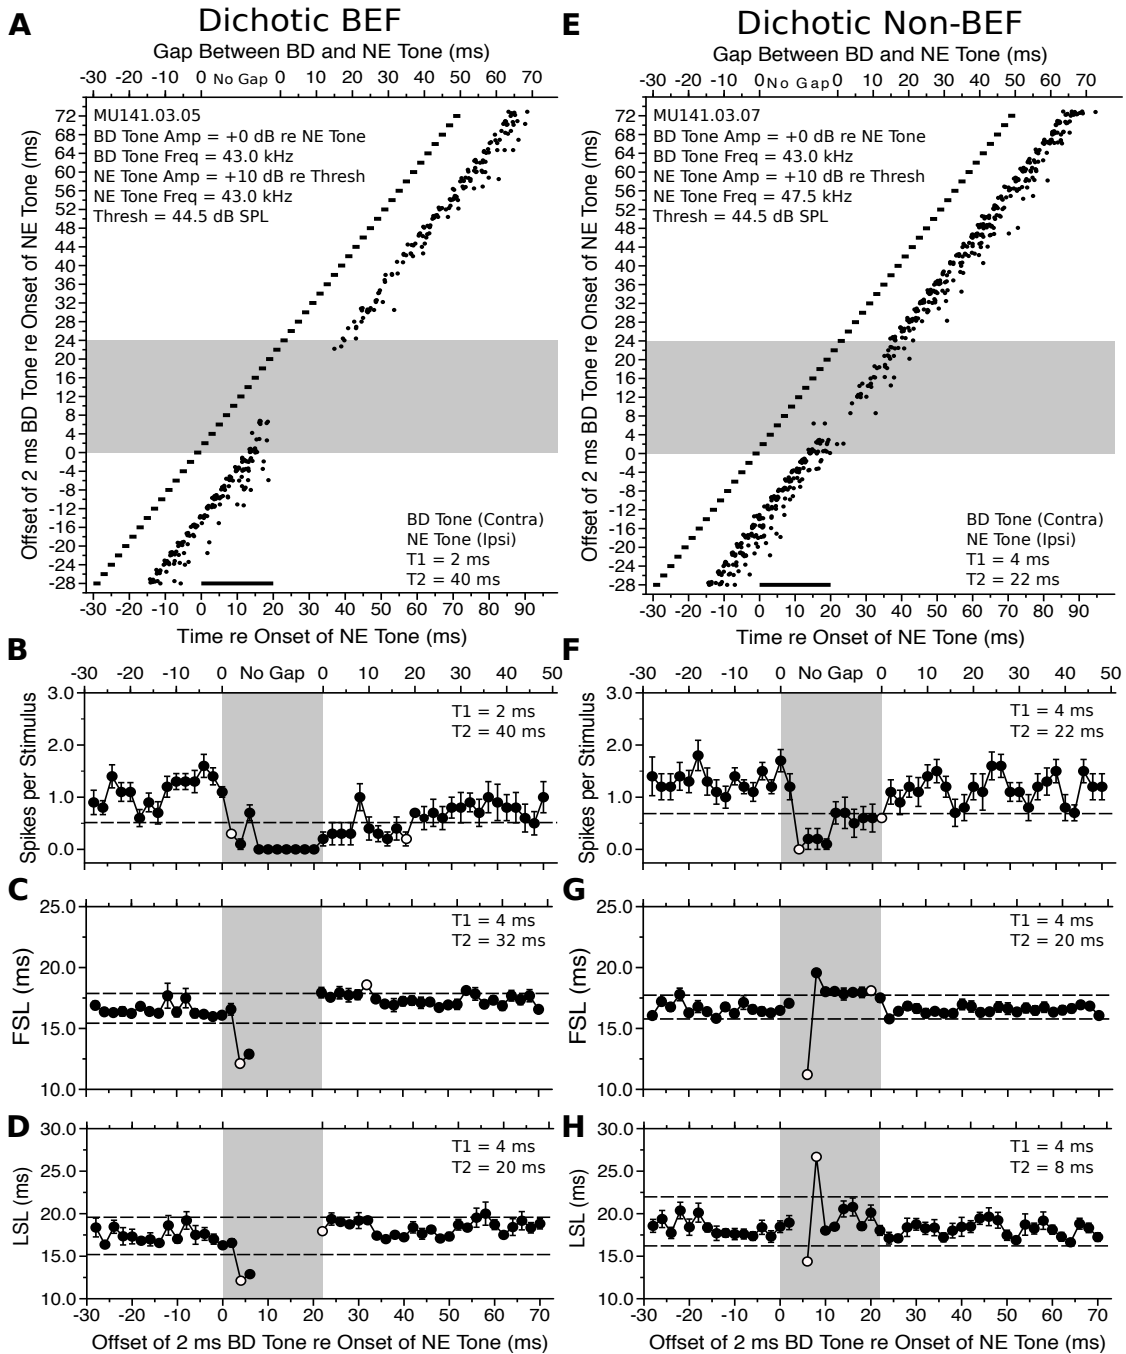 A
Dichotic BEF
Gap Between BD and NE Tone (ms)
-30 -20 -10 0 No Gap 0 10 20 30 40 50 60 70
MU141.03.05
BD Tone Amp = +0 dB re NE Tone
BD Tone Freq = 43.0 kHz
NE Tone Amp = +10 dB re Thresh
NE Tone Freq = 43.0 kHz
Thresh = 44.5 dB SPL
Offset of 2 ms BD Tone re Onset of NE Tone (ms)
72
68
64
60
56
52
48
44
40
36
32
28
24
20
16
12
8
4
0
-4
-8
-12
-16
-20
-24
-28
BD Tone (Contra)
NE Tone (Ipsi)
T1 = 2 ms
T2 = 40 ms
-30 -20 -10 0 10 20 30 40 50 60 70 80 90
Time re Onset of NE Tone (ms)
E
Dichotic Non-BEF
Gap Between BD and NE Tone (ms)
-30 -20 -10 0 No Gap 0 10 20 30 40 50 60 70
MU141.03.07
BD Tone Amp = +0 dB re NE Tone
BD Tone Freq = 43.0 kHz
NE Tone Amp = +10 dB re Thresh
NE Tone Freq = 47.5 kHz
Thresh = 44.5 dB SPL
Offset of 2 ms BD Tone re Onset of NE Tone (ms)
72
68
64
60
56
52
48
44
40
36
32
28
24
20
16
12
8
4
0
-4
-8
-12
-16
-20
-24
-28
BD Tone (Contra)
NE Tone (Ipsi)
T1 = 4 ms
T2 = 22 ms
-30 -20 -10 0 10 20 30 40 50 60 70 80 90
Time re Onset of NE Tone (ms)
B
-30 -20 -10 0 No Gap 0 10 20 30 40 50
Spikes per Stimulus
3.0
2.0
1.0
0.0
T1 = 2 ms
T2 = 40 ms
F
-30 -20 -10 0 No Gap 0 10 20 30 40 50
Spikes per Stimulus
3.0
2.0
1.0
0.0
T1 = 4 ms
T2 = 22 ms
C
FSL (ms)
25.0
20.0
15.0
10.0
T1 = 4 ms
T2 = 32 ms
G
FSL (ms)
25.0
20.0
15.0
10.0
T1 = 4 ms
T2 = 20 ms
D
LSL (ms)
30.0
25.0
20.0
15.0
10.0
T1 = 4 ms
T2 = 20 ms
-30 -20 -10 0 10 20 30 40 50 60 70
Offset of 2 ms BD Tone re Onset of NE Tone (ms)
H
LSL (ms)
30.0
25.0
20.0
15.0
10.0
T1 = 4 ms
T2 = 8 ms
-30 -20 -10 0 10 20 30 40 50 60 70
Offset of 2 ms BD Tone re Onset of NE Tone (ms)